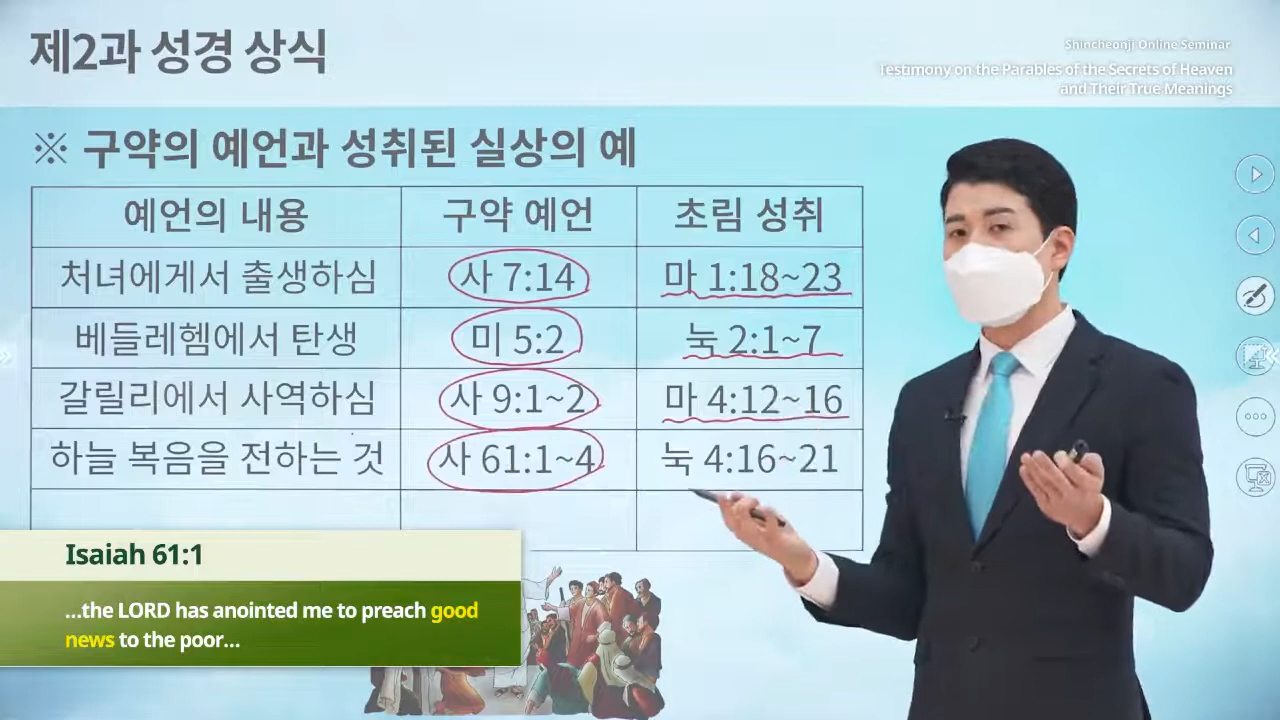 제2과 성경 상식
Shincheonji Online Seminar
Testimony on the Parables of the Secrets of Heaven
and Their True Meanings
※ 구약의 예언과 성취된 실상의 예
예언의 내용 구약 예언 초림 성취
처녀에게서 출생하심 사 7:14 마 1:18~23
베들레헴에서 탄생 미 5:2 눅 2:1~7
갈릴리에서 사역하심 사 9:1~2 마 4:12~16
하늘 복음을 전하는 것 사 61:1~4 눅 4:16~21
Isaiah 61:1
...the LORD has anointed me to preach good
news to the poor...